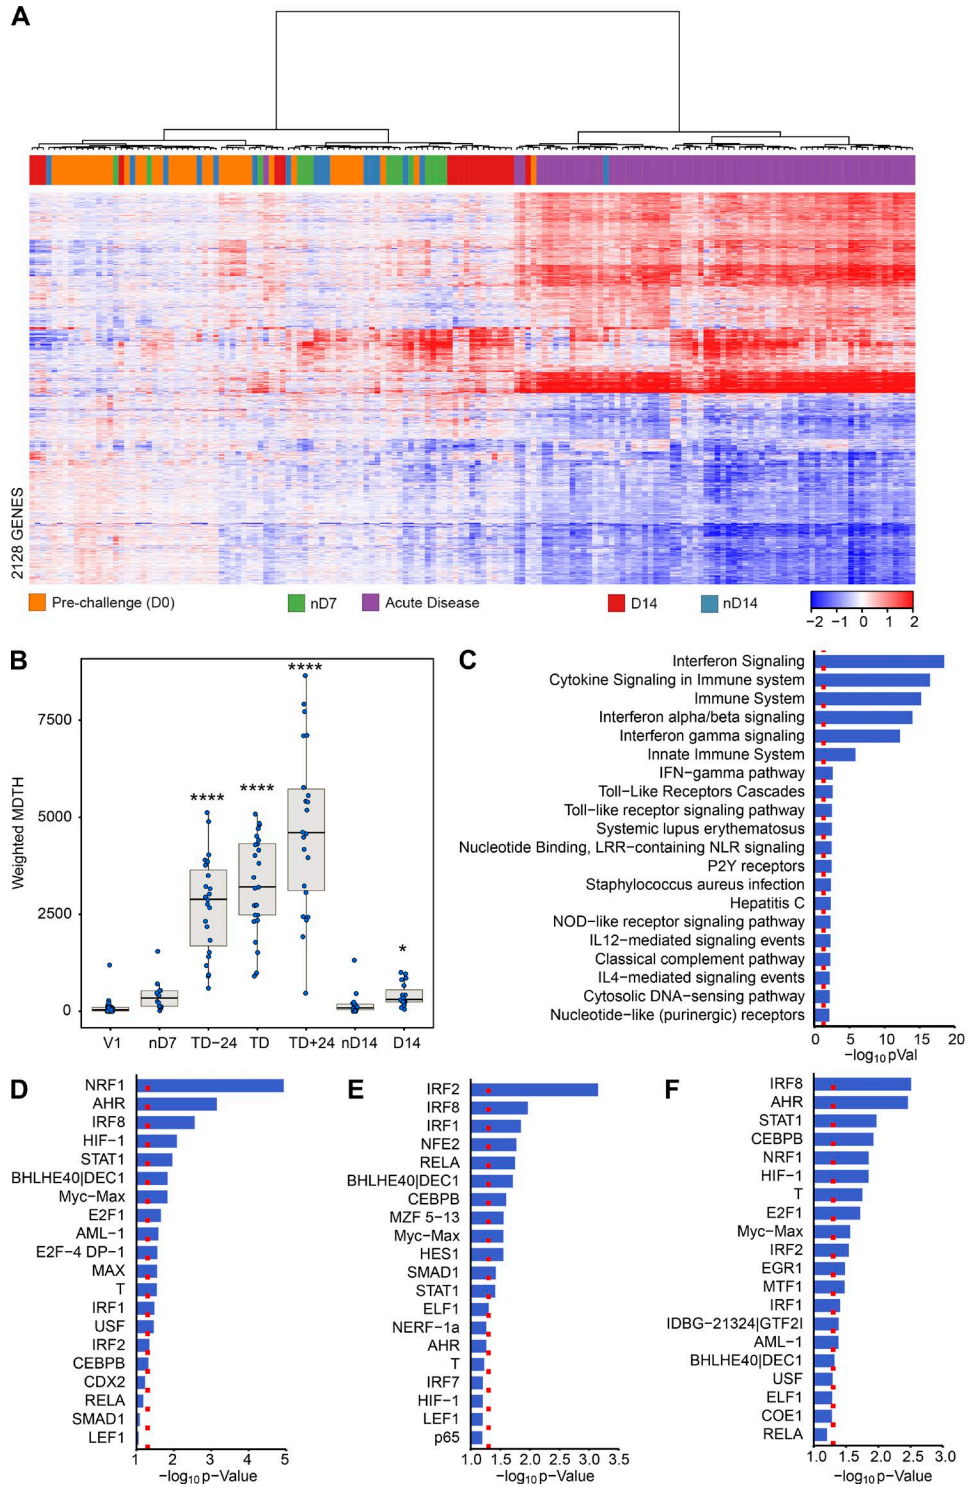 A
2128 GENES
Pre-challenge (D0)
nD7
Acute Disease
D14
nD14
−2 −1 0 1 2
B
Weighted MDTH
7500
5000
2500
0
****
****
****
*
V1 nD7 TD−24 TD TD+24 nD14 D14
C
Interferon Signaling
Cytokine Signaling in Immune system
Immune System
Interferon alpha/beta signaling
Interferon gamma signaling
Innate Immune System
IFN−gamma pathway
Toll−Like Receptors Cascades
Toll−like receptor signaling pathway
Systemic lupus erythematosus
Nucleotide Binding, LRR−containing NLR signaling
P2Y receptors
Staphylococcus aureus infection
Hepatitis C
NOD−like receptor signaling pathway
IL12−mediated signaling events
Classical complement pathway
IL4−mediated signaling events
Cytosolic DNA−sensing pathway
Nucleotide−like (purinergic) receptors
0 5 10 15 20
−log10 pVal
D
NRF1
AHR
IRF8
HIF−1
STAT1
BHLHE40|DEC1
Myc−Max
E2F1
AML−1
E2F−4 DP−1
MAX
T
IRF1
USF
IRF2
CEBPB
CDX2
RELA
SMAD1
LEF1
1 2 3 4 5
−log10 p−Value
E
IRF2
IRF8
IRF1
NFE2
RELA
BHLHE40|DEC1
CEBPB
MZF 5−13
Myc−Max
HES1
SMAD1
STAT1
ELF1
NERF−1a
AHR
T
IRF7
HIF−1
LEF1
p65
1.0 1.5 2.0 2.5 3.0 3.5
−log10 p−Value
F
IRF8
AHR
STAT1
CEBPB
NRF1
HIF−1
T
E2F1
Myc−Max
IRF2
EGR1
MTF1
IRF1
IDBG−21324|GTF2I
AML−1
BHLHE40|DEC1
USF
ELF1
COE1
RELA
1.0 1.5 2.0 2.5 3.0
−log10 p−Value